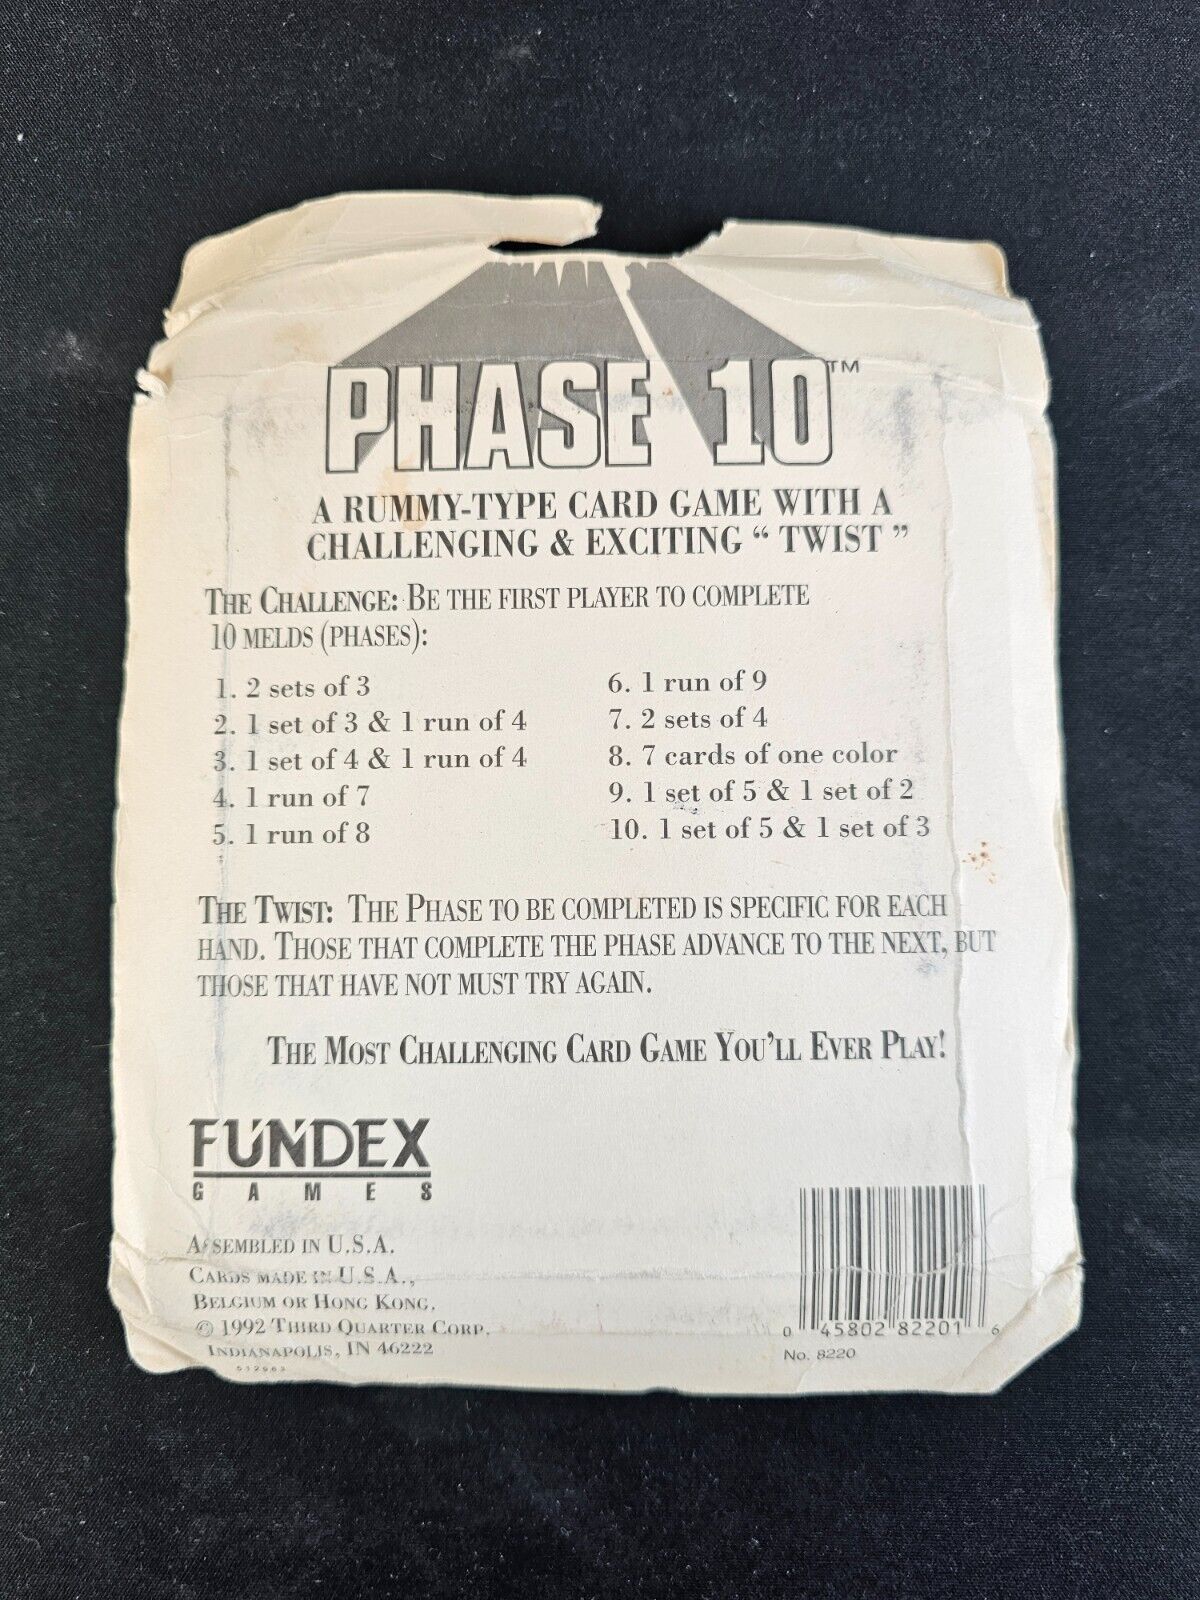 PHASE 10™
A RUMMY-TYPE CARD GAME WITH A
CHALLENGING & EXCITING “ TWIST ”
THE CHALLENGE: BE THE FIRST PLAYER TO COMPLETE
10 MELDS (PHASES):
1. 2 sets of 3
2. 1 set of 3 & 1 run of 4
3. 1 set of 4 & 1 run of 4
4. 1 run of 7
5. 1 run of 8
6. 1 run of 9
7. 2 sets of 4
8. 7 cards of one color
9. 1 set of 5 & 1 set of 2
10. 1 set of 5 & 1 set of 3
THE TWIST: THE PHASE TO BE COMPLETED IS SPECIFIC FOR EACH
HAND. THOSE THAT COMPLETE THE PHASE ADVANCE TO THE NEXT, BUT
THOSE THAT HAVE NOT MUST TRY AGAIN.
THE MOST CHALLENGING CARD GAME YOU'LL EVER PLAY!
FUNDEX
GAMES
ASSEMBLED IN U.S.A.
CARDS MADE IN U.S.A.,
BELGIUM OR HONG KONG.
© 1992 THIRD QUARTER CORP.
INDIANAPOLIS, IN 46222
512963
0 45802 82201 6
No. 8220